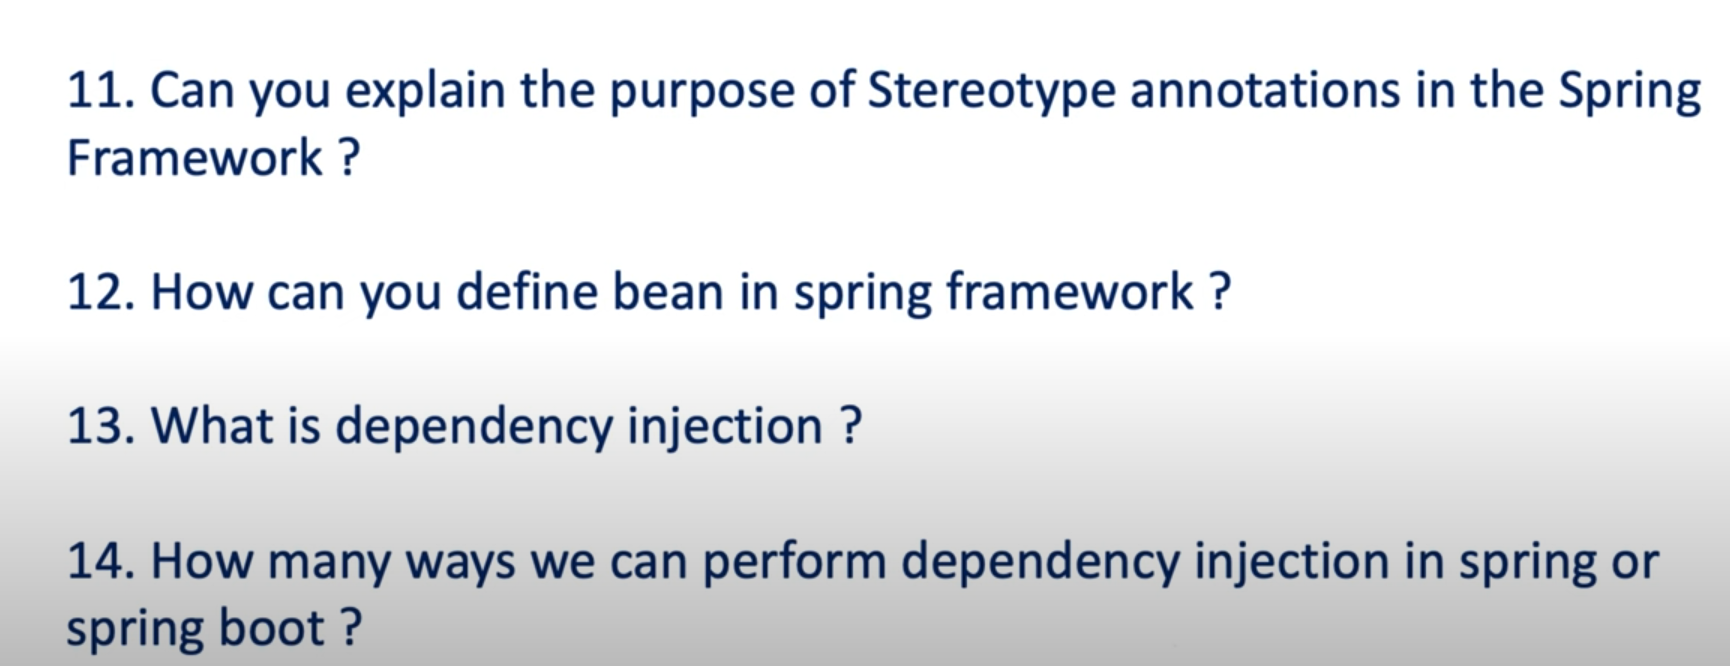 11. Can you explain the purpose of Stereotype annotations in the Spring
Framework ?
12. How can you define bean in spring framework ?
13. What is dependency injection ?
14. How many ways we can perform dependency injection in spring or
spring boot ?